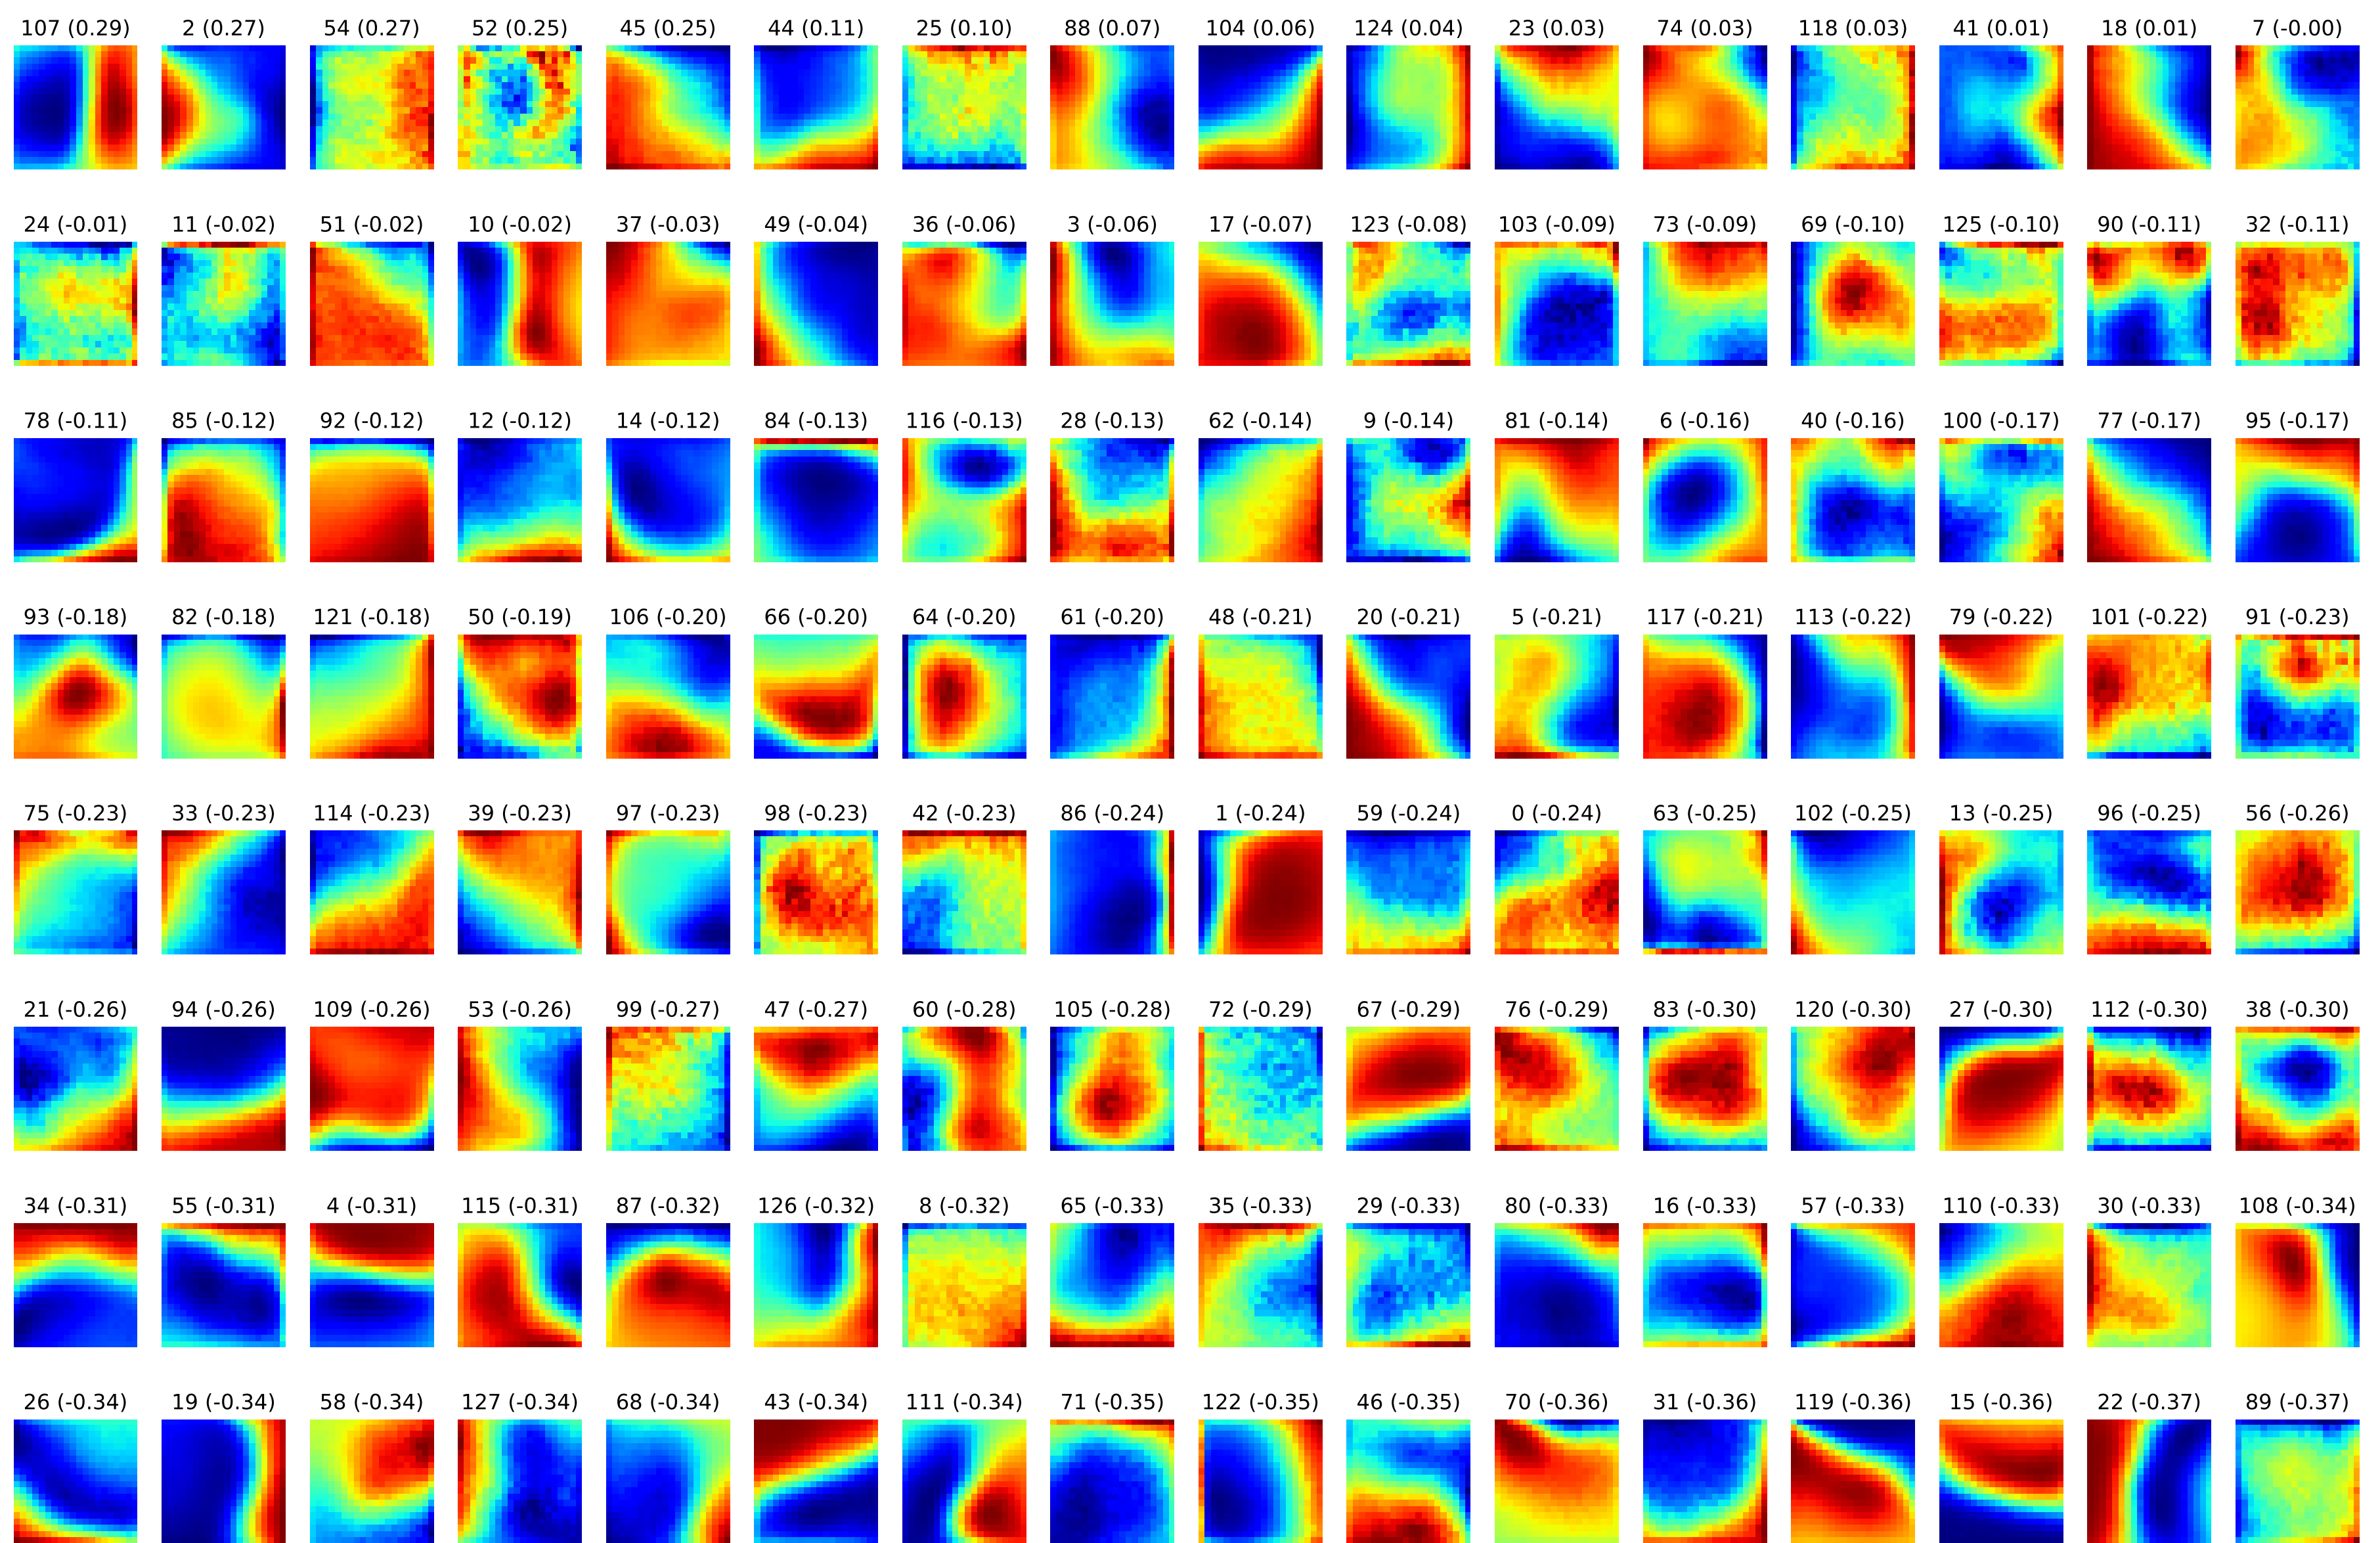 107 (0.29) 2 (0.27) 54 (0.27) 52 (0.25) 45 (0.25) 44 (0.11) 25 (0.10) 88 (0.07) 104 (0.06) 124 (0.04) 23 (0.03) 74 (0.03) 118 (0.03) 41 (0.01) 18 (0.01) 7 (-0.00)
24 (-0.01) 11 (-0.02) 51 (-0.02) 10 (-0.02) 37 (-0.03) 49 (-0.04) 36 (-0.06) 3 (-0.06) 17 (-0.07) 123 (-0.08) 103 (-0.09) 73 (-0.09) 69 (-0.10) 125 (-0.10) 90 (-0.11) 32 (-0.11)
78 (-0.11) 85 (-0.12) 92 (-0.12) 12 (-0.12) 14 (-0.12) 84 (-0.13) 116 (-0.13) 28 (-0.13) 62 (-0.14) 9 (-0.14) 81 (-0.14) 6 (-0.16) 40 (-0.16) 100 (-0.17) 77 (-0.17) 95 (-0.17)
93 (-0.18) 82 (-0.18) 121 (-0.18) 50 (-0.19) 106 (-0.20) 66 (-0.20) 64 (-0.20) 61 (-0.20) 48 (-0.21) 20 (-0.21) 5 (-0.21) 117 (-0.21) 113 (-0.22) 79 (-0.22) 101 (-0.22) 91 (-0.23)
75 (-0.23) 33 (-0.23) 114 (-0.23) 39 (-0.23) 97 (-0.23) 98 (-0.23) 42 (-0.23) 86 (-0.24) 1 (-0.24) 59 (-0.24) 0 (-0.24) 63 (-0.25) 102 (-0.25) 13 (-0.25) 96 (-0.25) 56 (-0.26)
21 (-0.26) 94 (-0.26) 109 (-0.26) 53 (-0.26) 99 (-0.27) 47 (-0.27) 60 (-0.28) 105 (-0.28) 72 (-0.29) 67 (-0.29) 76 (-0.29) 83 (-0.30) 120 (-0.30) 27 (-0.30) 112 (-0.30) 38 (-0.30)
34 (-0.31) 55 (-0.31) 4 (-0.31) 115 (-0.31) 87 (-0.32) 126 (-0.32) 8 (-0.32) 65 (-0.33) 35 (-0.33) 29 (-0.33) 80 (-0.33) 16 (-0.33) 57 (-0.33) 110 (-0.33) 30 (-0.33) 108 (-0.34)
26 (-0.34) 19 (-0.34) 58 (-0.34) 127 (-0.34) 68 (-0.34) 43 (-0.34) 111 (-0.34) 71 (-0.35) 122 (-0.35) 46 (-0.35) 70 (-0.36) 31 (-0.36) 119 (-0.36) 15 (-0.36) 22 (-0.37) 89 (-0.37)